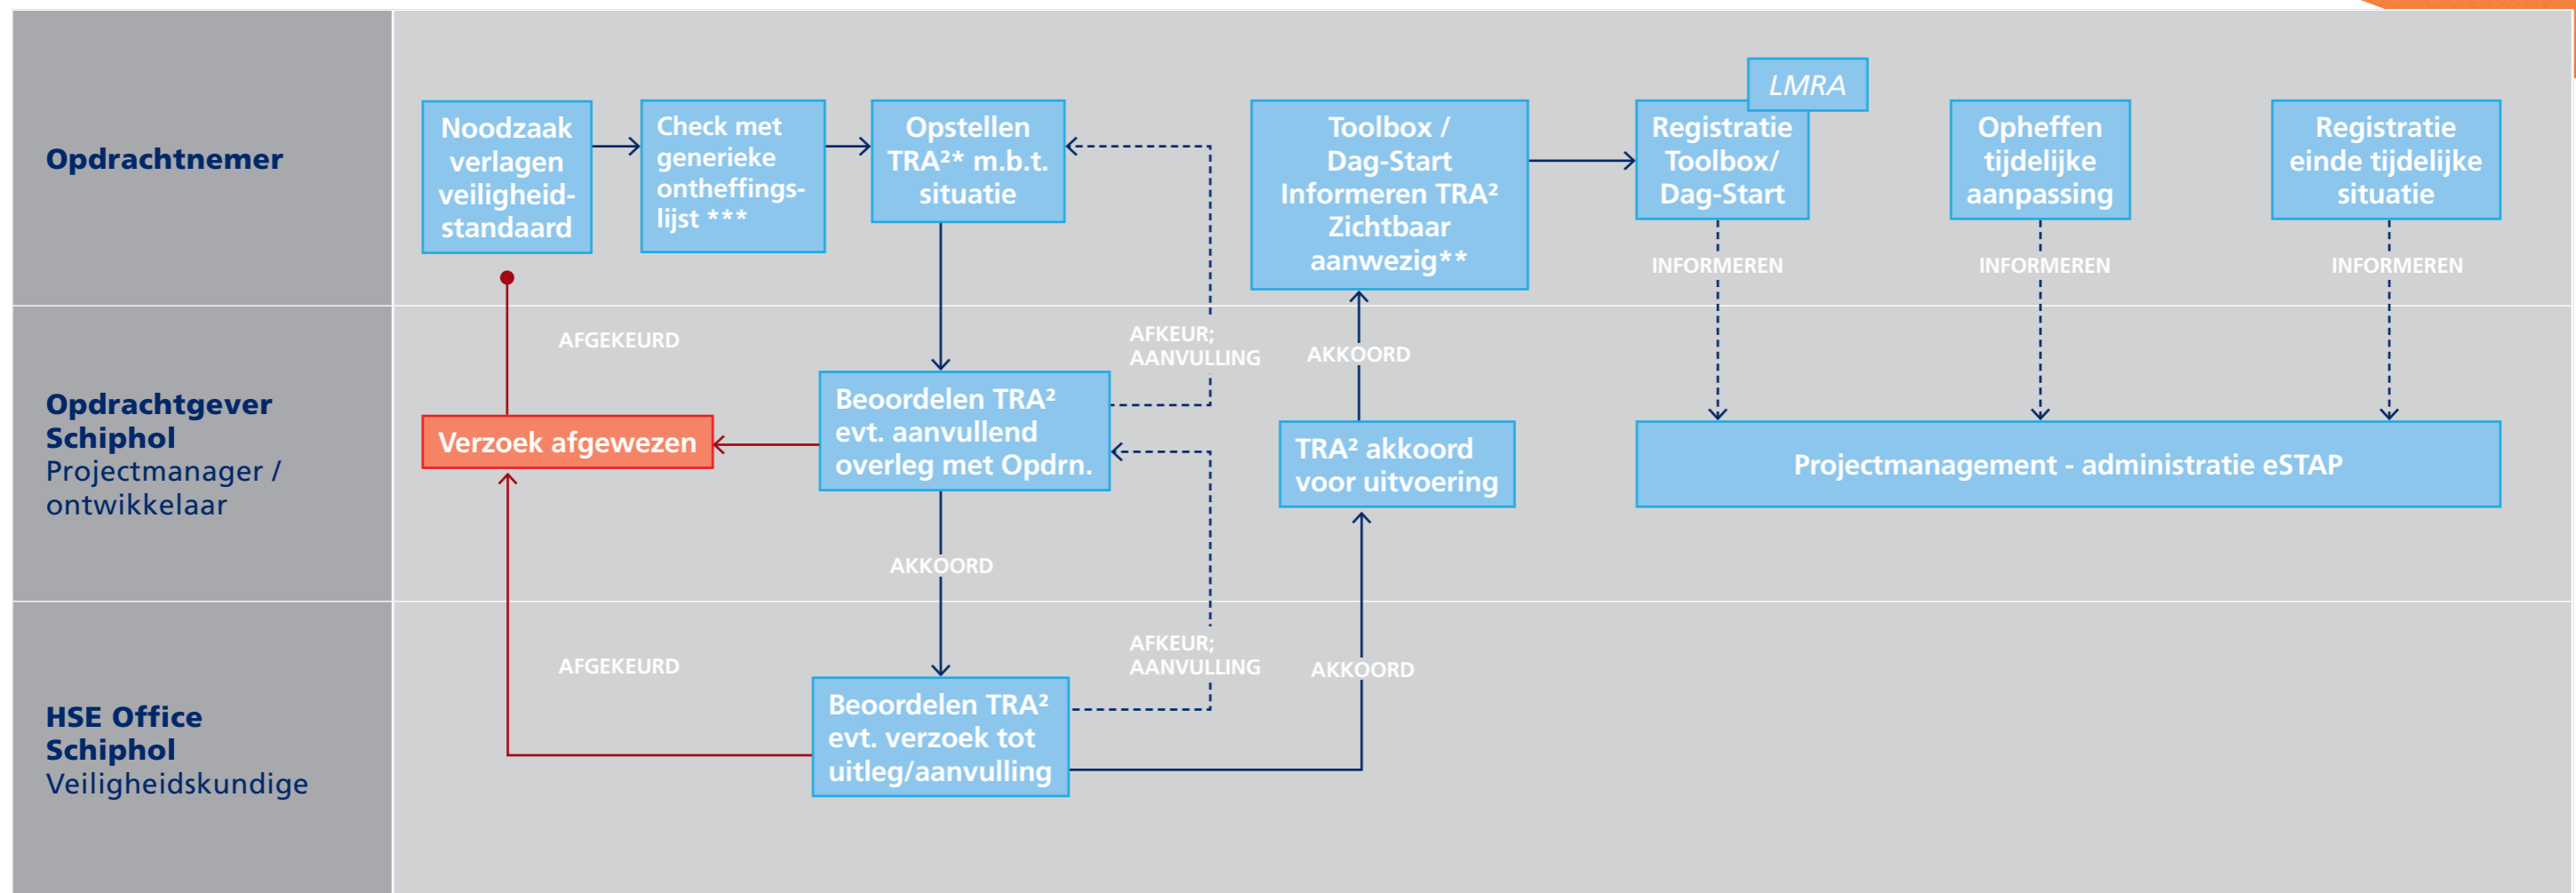 Opdrachtnemer
Noodzaak
verlagen
veiligheid-
standaard
Check met
generieke
ontheffings-
lijst ***
Opstellen
TRA²* m.b.t.
situatie
Toolbox /
Dag-Start
Informeren TRA²
Zichtbaar
aanwezig**
LMRA
Registratie
Toolbox/
Dag-Start
Opheffen
tijdelijke
aanpassing
Registratie
einde tijdelijke
situatie
INFORMEREN
INFORMEREN
INFORMEREN
Opdrachtgever
Schiphol
Projectmanager /
ontwikkelaar
AFGEKEURD
Verzoek afgewezen
Beoordelen TRA²
evt. aanvullend
overleg met Opdrn.
AFKEUR;
AANVULLING
AKKOORD
TRA² akkoord
voor uitvoering
Projectmanagement - administratie eSTAP
AKKOORD
HSE Office
Schiphol
Veiligheidskundige
AFGEKEURD
Beoordelen TRA²
evt. verzoek tot
uitleg/aanvulling
AFKEUR;
AANVULLING
AKKOORD